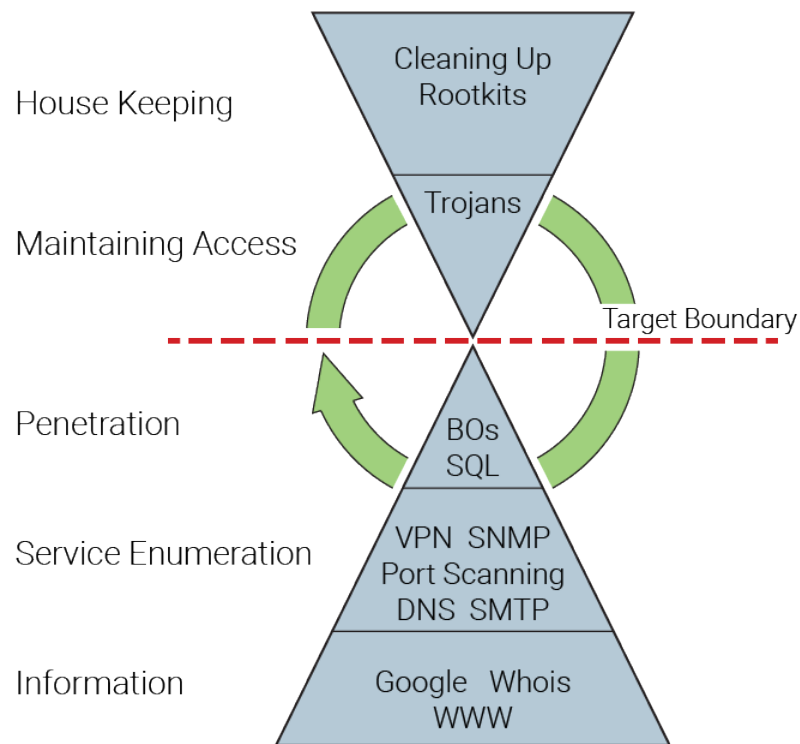 House Keeping
Cleaning Up
Rootkits
Maintaining Access
Trojans
Target Boundary
Penetration
BOs
SQL
Service Enumeration
VPN SNMP
Port Scanning
DNS SMTP
Information
Google Whois
WWW